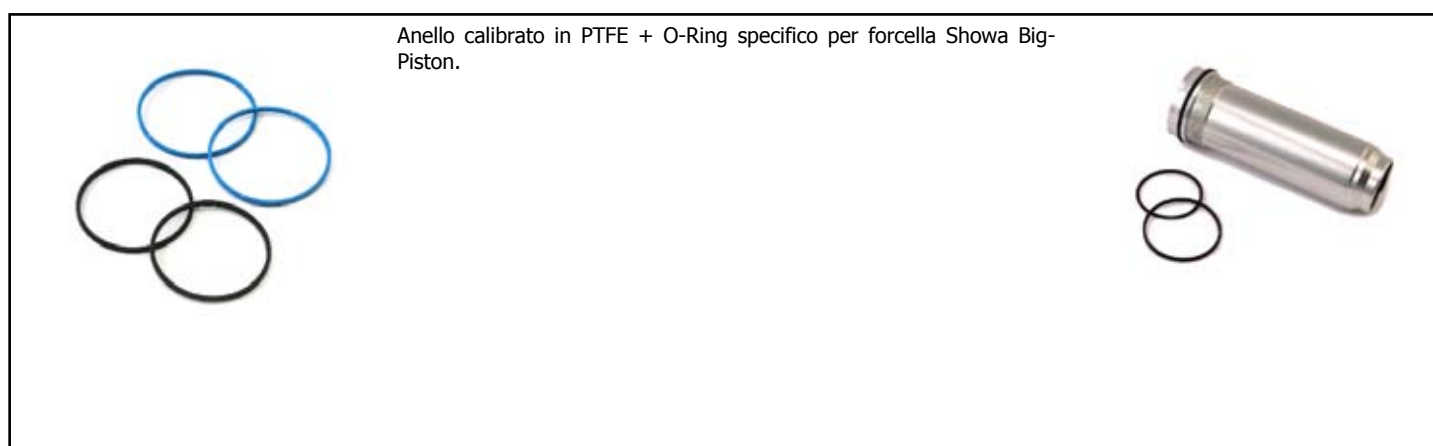 Anello calibrato in PTFE + O-Ring specifico per forcella Showa Big-
Piston.